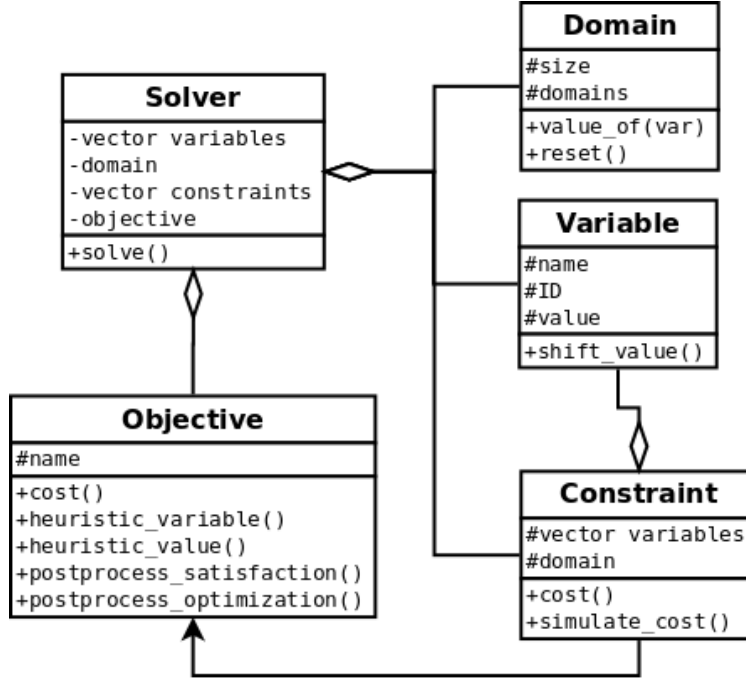 Solver
-vector variables
-domain
-vector constraints
-objective
+solve()
Domain
#size
#domains
+value_of(var)
+reset()
Variable
#name
#ID
#value
+shift_value()
Objective
#name
+cost()
+heuristic_variable()
+heuristic_value()
+postprocess_satisfaction()
+postprocess_optimization()
Constraint
#vector variables
#domain
+cost()
+simulate_cost()